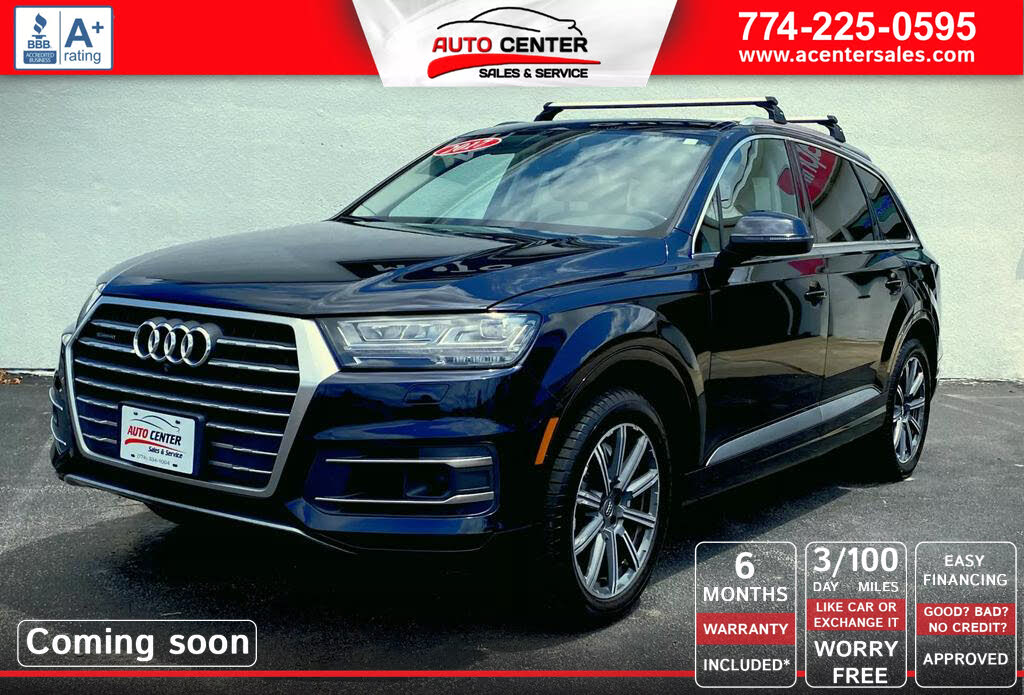 BBB
ACCREDITED
BUSINESS
A+
rating
AUTO CENTER
SALES & SERVICE
774-225-0595
www.acentersales.com
2017
AUTO CENTER
Sales & Service
Coming soon
6
MONTHS
WARRANTY
INCLUDED*
3/100
DAY MILES
LIKE CAR OR
EXCHANGE IT
WORRY
FREE
EASY
FINANCING
GOOD? BAD?
NO CREDIT?
APPROVED